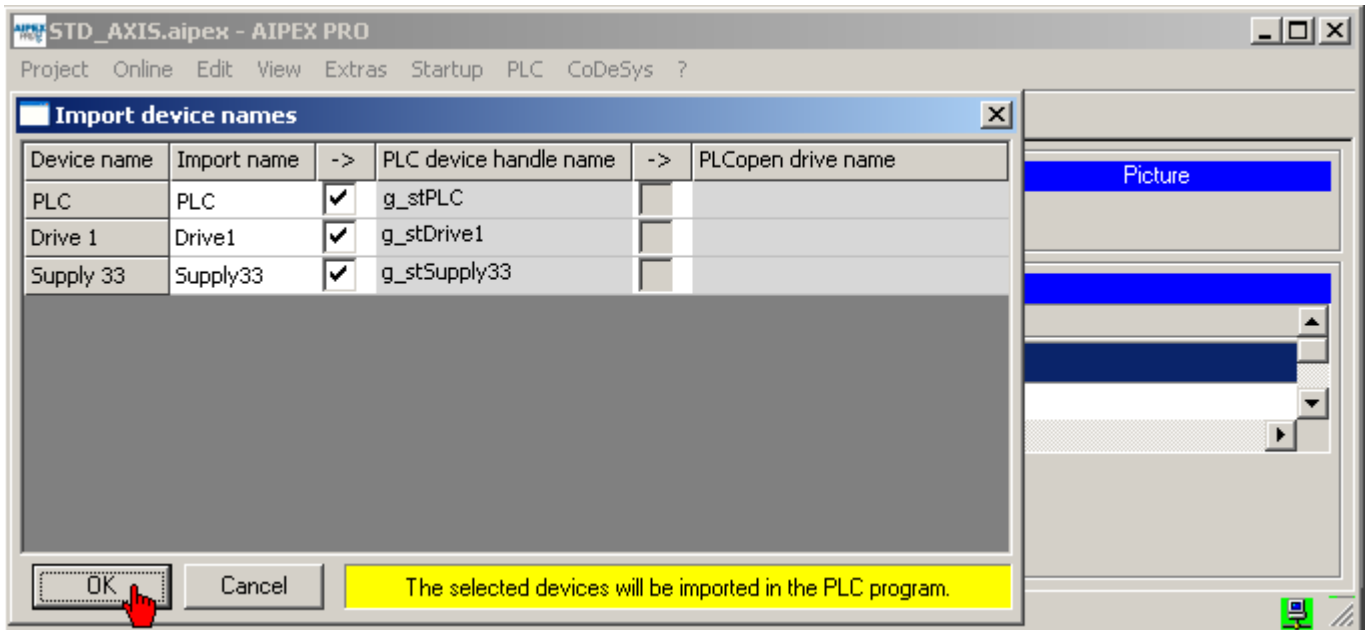 STD_AXIS.aipex - AIPEX PRO
Project Online Edit View Extras Startup PLC CoDeSys ?
Import device names
Device name Import name -> PLC device handle name -> PLCopen drive name
PLC PLC g_stPLC
Drive 1 Drive1 g_stDrive1
Supply 33 Supply33 g_stSupply33
Picture
OK Cancel The selected devices will be imported in the PLC program.